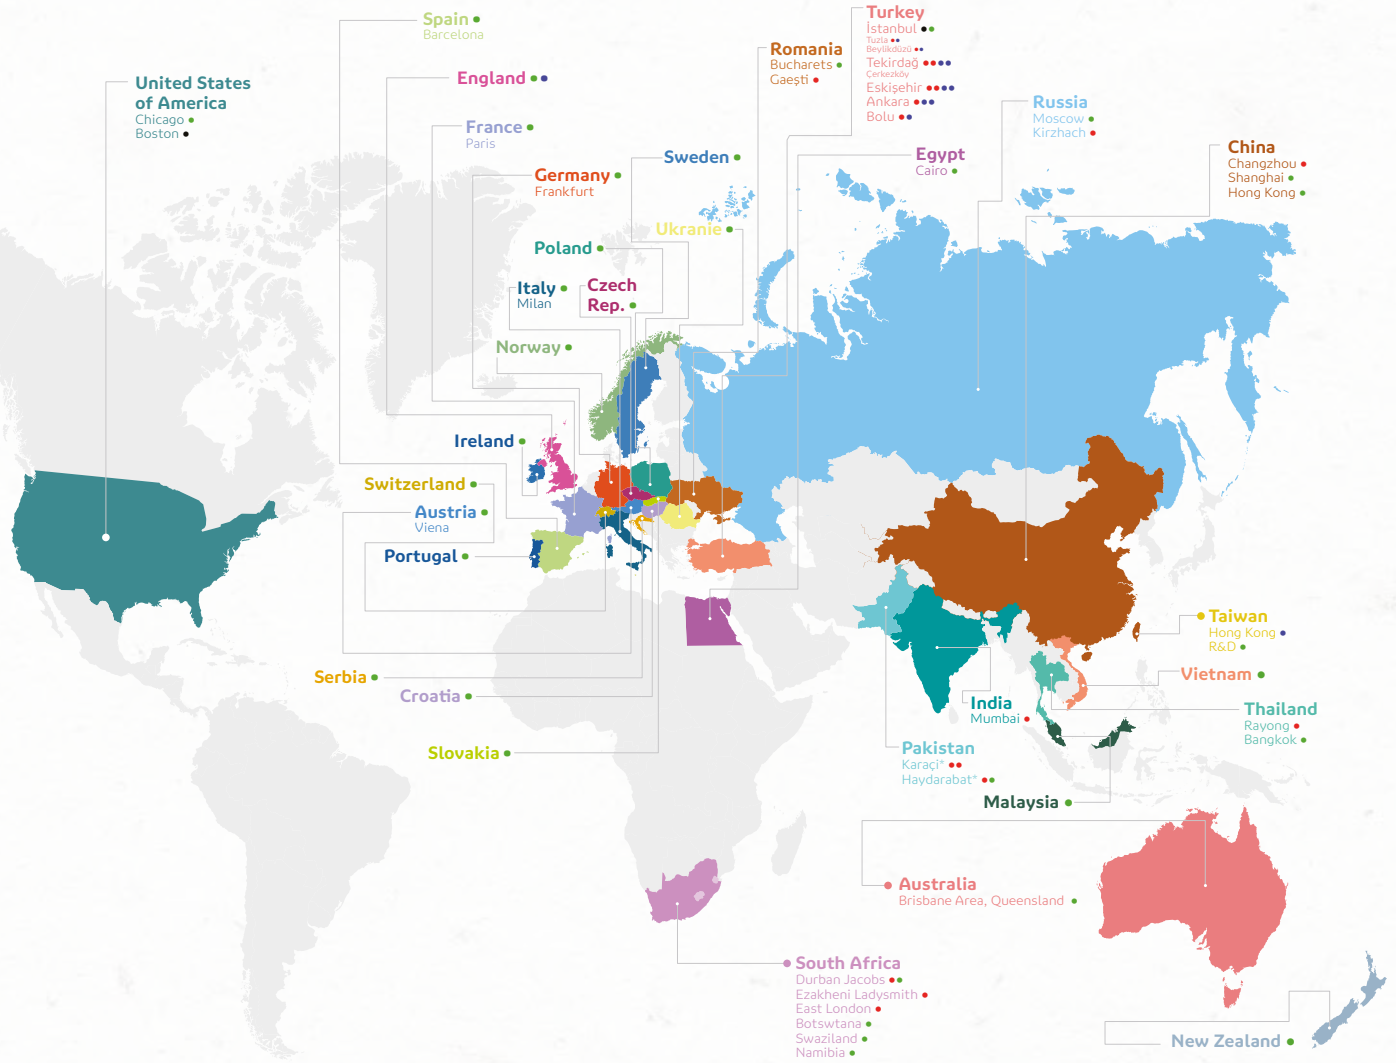 Spain
Barcelona
England
France
Paris
Germany
Frankfurt
Sweden
Ukranie
Poland
Italy
Milan
Czech
Rep.
Norway
Ireland
Switzerland
Austria
Viena
Portugal
Serbia
Croatia
Slovakia
United States
of America
Chicago
Boston
Romania
Bucharets
Gaeşti
Turkey
İstanbul
Tuzla
Beylikdüzü
Tekirdağ
Çerkezköy
Eskişehir
Ankara
Bolu
Egypt
Cairo
Russia
Moscow
Kirzhach
China
Changzhou
Shanghai
Hong Kong
Taiwan
Hong Kong
R&D
Vietnam
Thailand
Rayong
Bangkok
India
Mumbai
Pakistan
Karaçi*
Haydarabat*
Malaysia
Australia
Brisbane Area, Queensland
South Africa
Durban Jacobs
Ezakheni Ladysmith
East London
Botswtana
Swaziland
Namibia
New Zealand